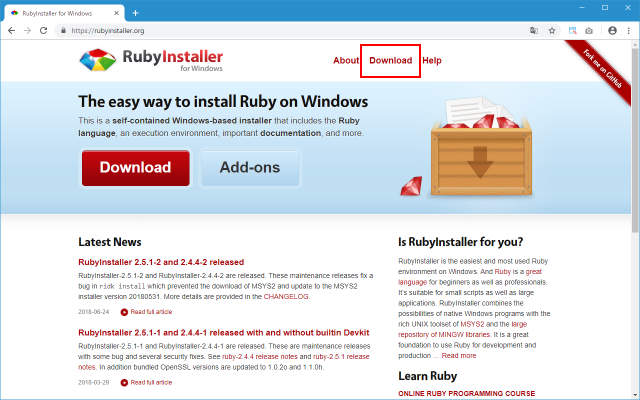 RubyInstaller for Windows
https://rubyinstaller.org
RubyInstaller
for Windows
About Download Help
Fork me on GitHub
The easy way to install Ruby on Windows
This is a self-contained Windows-based installer that includes the Ruby
language, an execution environment, important documentation, and more.
Download Add-ons
Latest News
RubyInstaller 2.5.1-2 and 2.4.4-2 released
RubyInstaller-2.5.1-2 and RubyInstaller-2.4.4-2 are released. These maintenance releases fix a
bug in ridk install which prevented the download of MSYS2 and update to the MSYS2
installer version 20180531. More details are provided in the CHANGELOG.
2018-06-24 Read full article
RubyInstaller 2.5.1-1 and 2.4.4-1 released with and without builtin Devkit
RubyInstaller-2.5.1-1 and RubyInstaller-2.4.4-1 are released. These are maintenance releases
with some bug and several security fixes. See ruby-2.4.4 release notes and ruby-2.5.1 release
notes. In addition bundled OpenSSL versions are updated to 1.0.2o and 1.1.0h.
2018-03-29 Read full article
Is RubyInstaller for you?
RubyInstaller is the easiest and most used Ruby
environment on Windows. And Ruby is a great
language for beginners as well as professionals.
It's suitable for small scripts as well as large
applications. RubyInstaller combines the
possibilities of native Windows programs with the
rich UNIX toolset of MSYS2 and the large
repository of MINGW libraries. It is a great
foundation to use Ruby for development and
production … Read more
Learn Ruby
ONLINE RUBY PROGRAMMING COURSE